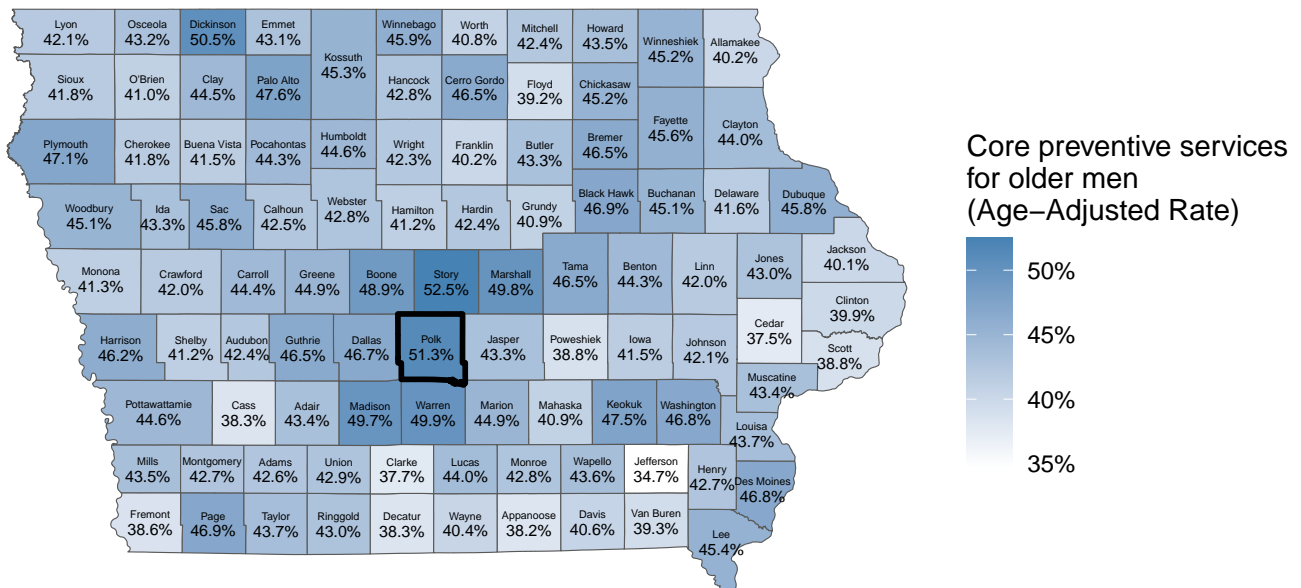 Lyon
42.1%
Osceola
43.2%
Dickinson
50.5%
Emmet
43.1%
Kossuth
45.3%
Winnebago
45.9%
Worth
40.8%
Mitchell
42.4%
Howard
43.5%
Winneshiek
45.2%
Allamakee
40.2%
Sioux
41.8%
O'Brien
41.0%
Clay
44.5%
Palo Alto
47.6%
Hancock
42.8%
Cerro Gordo
46.5%
Floyd
39.2%
Chickasaw
45.2%
Fayette
45.6%
Clayton
44.0%
Plymouth
47.1%
Cherokee
41.8%
Buena Vista
41.5%
Pocahontas
44.3%
Humboldt
44.6%
Wright
42.3%
Franklin
40.2%
Butler
43.3%
Bremer
46.5%
Woodbury
45.1%
Ida
43.3%
Sac
45.8%
Calhoun
42.5%
Webster
42.8%
Hamilton
41.2%
Hardin
42.4%
Grundy
40.9%
Black Hawk
46.9%
Buchanan
45.1%
Delaware
41.6%
Dubuque
45.8%
Monona
41.3%
Crawford
42.0%
Carroll
44.4%
Greene
44.9%
Boone
48.9%
Story
52.5%
Marshall
49.8%
Tama
46.5%
Benton
44.3%
Linn
42.0%
Jones
43.0%
Jackson
40.1%
Clinton
39.9%
Harrison
46.2%
Shelby
41.2%
Audubon
42.4%
Guthrie
46.5%
Dallas
46.7%
Polk
51.3%
Jasper
43.3%
Poweshiek
38.8%
Iowa
41.5%
Johnson
42.1%
Cedar
37.5%
Scott
38.8%
Muscatine
43.4%
Pottawattamie
44.6%
Cass
38.3%
Adair
43.4%
Madison
49.7%
Warren
49.9%
Marion
44.9%
Mahaska
40.9%
Keokuk
47.5%
Washington
46.8%
Louisa
43.7%
Mills
43.5%
Montgomery
42.7%
Adams
42.6%
Union
42.9%
Clarke
37.7%
Lucas
44.0%
Monroe
42.8%
Wapello
43.6%
Jefferson
34.7%
Henry
42.7%
Des Moines
46.8%
Fremont
38.6%
Page
46.9%
Taylor
43.7%
Ringgold
43.0%
Decatur
38.3%
Wayne
40.4%
Appanoose
38.2%
Davis
40.6%
Van Buren
39.3%
Lee
45.4%
Core preventive services
for older men
(Age−Adjusted Rate)
50%
45%
40%
35%